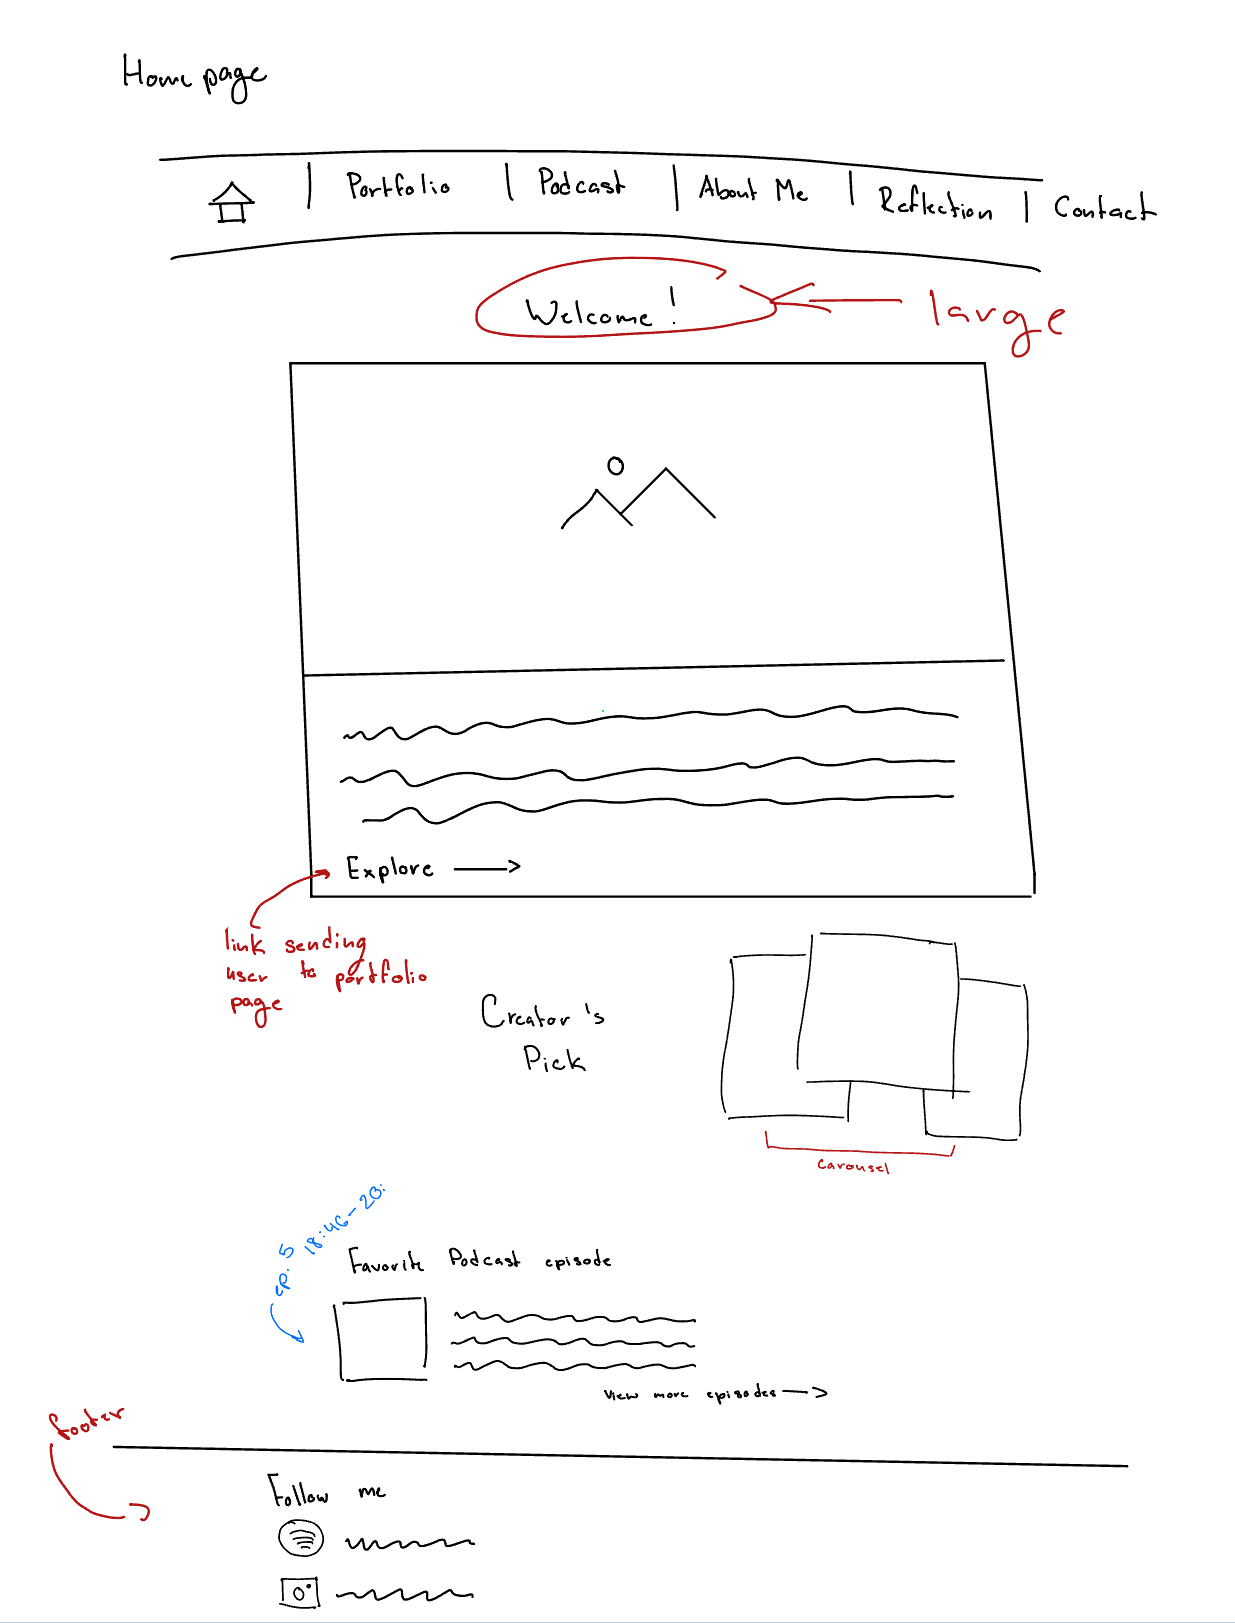 Home page
Portfolio | Podcast | About Me | Reflection | Contact
Welcome!
large
Explore
link sending
user to portfolio
page
Creator's
Pick
Carousel
ep. 5 18:46-20:
Favorite Podcast episode
View more episodes
footer
Follow me